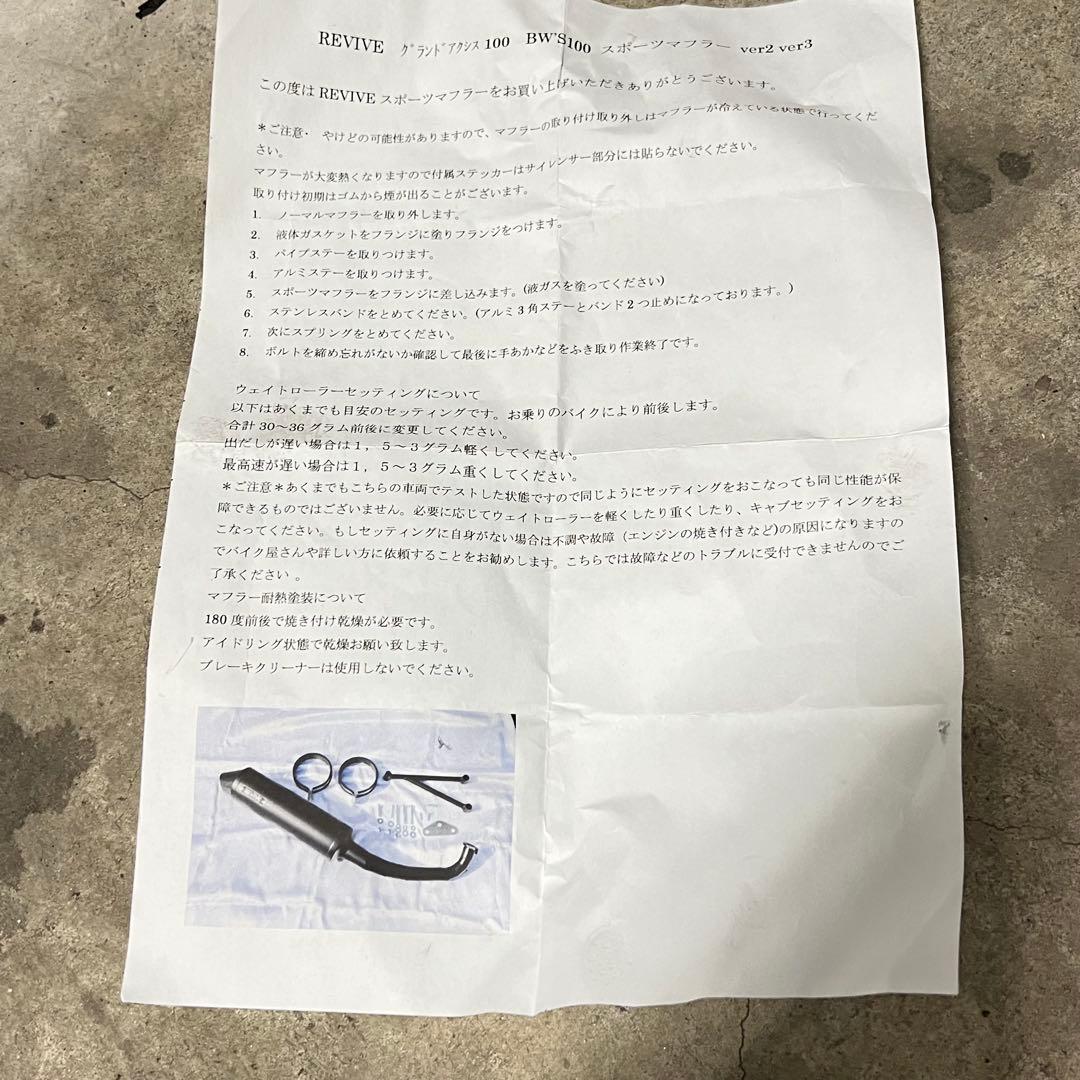 REVIVE グランドアクシス100 BW'S100 スポーツマフラー ver2 ver3
この度はREVIVEスポーツマフラーをお買い上げいただきありがとうございます。
＊ご注意・ やけどの可能性がありますので、マフラーの取り付け取り外しはマフラーが冷えている状態で行ってくだ
さい。
マフラーが大変熱くなりますので付属ステッカーはサイレンサー部分には貼らないでください。
取り付け初期はゴムから煙が出ることがございます。
1. ノーマルマフラーを取り外します。
2. 液体ガスケットをフランジに塗りフランジをつけます。
3. パイプステーを取りつけます。
4. アルミステーを取りつけます。
5. スポーツマフラーをフランジに差し込みます。(液ガスを塗ってください)
6. ステンレスバンドをとめてください。(アルミ3角ステーとバンド2つ止めになっております。)
7. 次にスプリングをとめてください。
8. ボルトを締め忘れがないか確認して最後に手あかなどをふき取り作業終了です。
ウェイトローラーセッティングについて
以下はあくまでも目安のセッティングです。お乗りのバイクにより前後します。
合計30〜36グラム前後に変更してください。
出だしが遅い場合は1，5〜3グラム軽くしてください。
最高速が遅い場合は1，5〜3グラム重くしてください。
＊ご注意＊あくまでもこちらの車両でテストした状態ですので同じようにセッティングをおこなっても同じ性能が保
障できるものではございません。必要に応じてウェイトローラーを軽くしたり重くしたり、キャブセッティングをお
こなってください。もしセッティングに自身がない場合は不調や故障（エンジンの焼き付きなど)の原因になりますの
でバイク屋さんや詳しい方に依頼することをお勧めします。こちらでは故障などのトラブルに受付できませんのでご
了承ください 。
マフラー耐熱塗装について
180度前後で焼き付け乾燥が必要です。
アイドリング状態で乾燥お願い致します。
ブレーキクリーナーは使用しないでください。